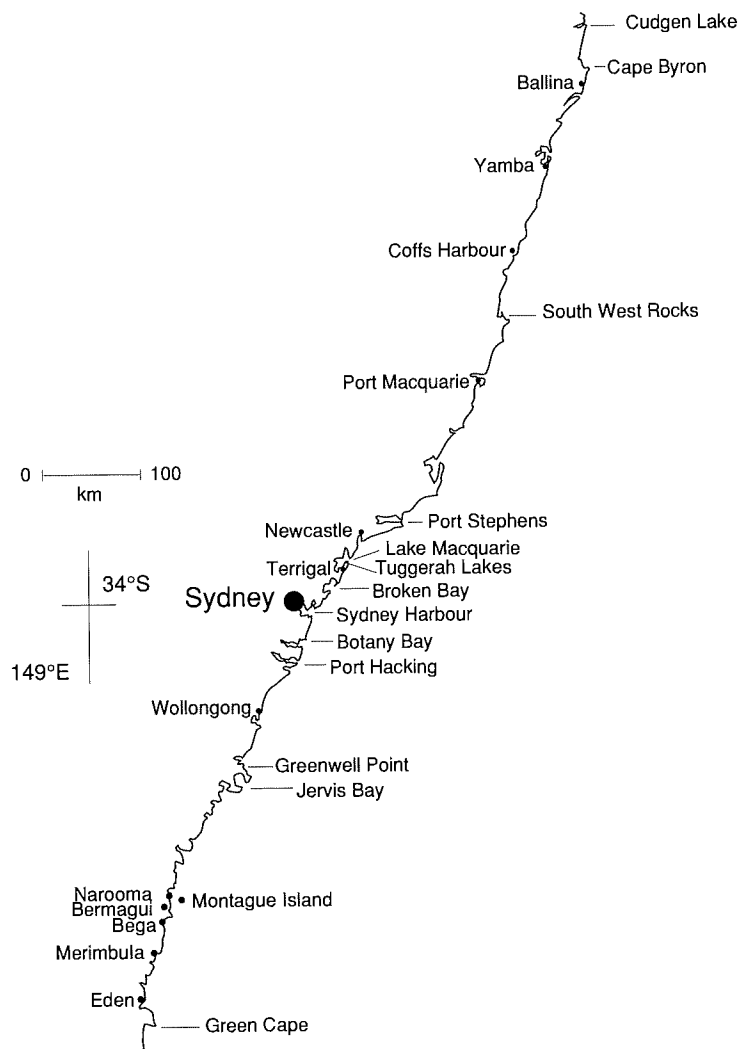 Cudgen Lake
Cape Byron
Ballina
Yamba
Coffs Harbour
South West Rocks
Port Macquarie
0 100
km
Port Stephens
Newcastle
Lake Macquarie
Terrigal
Tuggerah Lakes
34°S
Broken Bay
Sydney
Sydney Harbour
Botany Bay
149°E
Port Hacking
Wollongong
Greenwell Point
Jervis Bay
Narooma
Montague Island
Bermagui
Bega
Merimbula
Eden
Green Cape